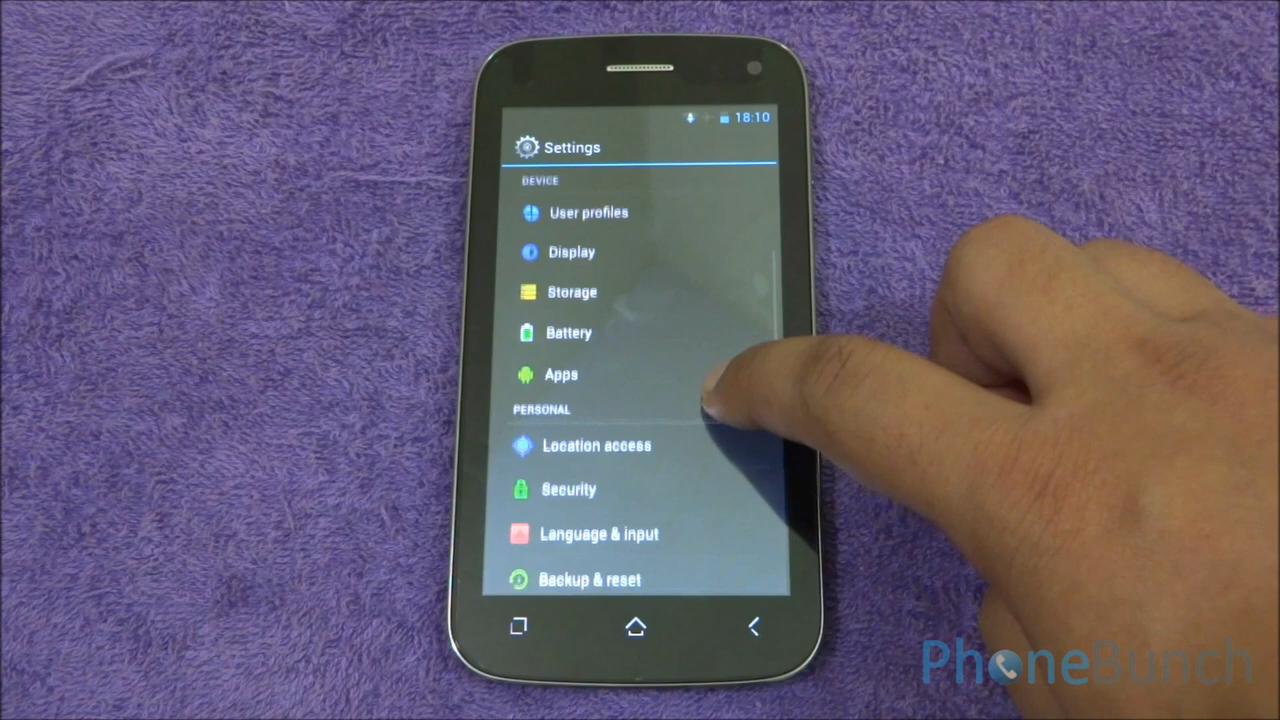 18:10
Settings
DEVICE
User profiles
Display
Storage
Battery
Apps
PERSONAL
Location access
Security
Language & input
Backup & reset
PhoneBunch